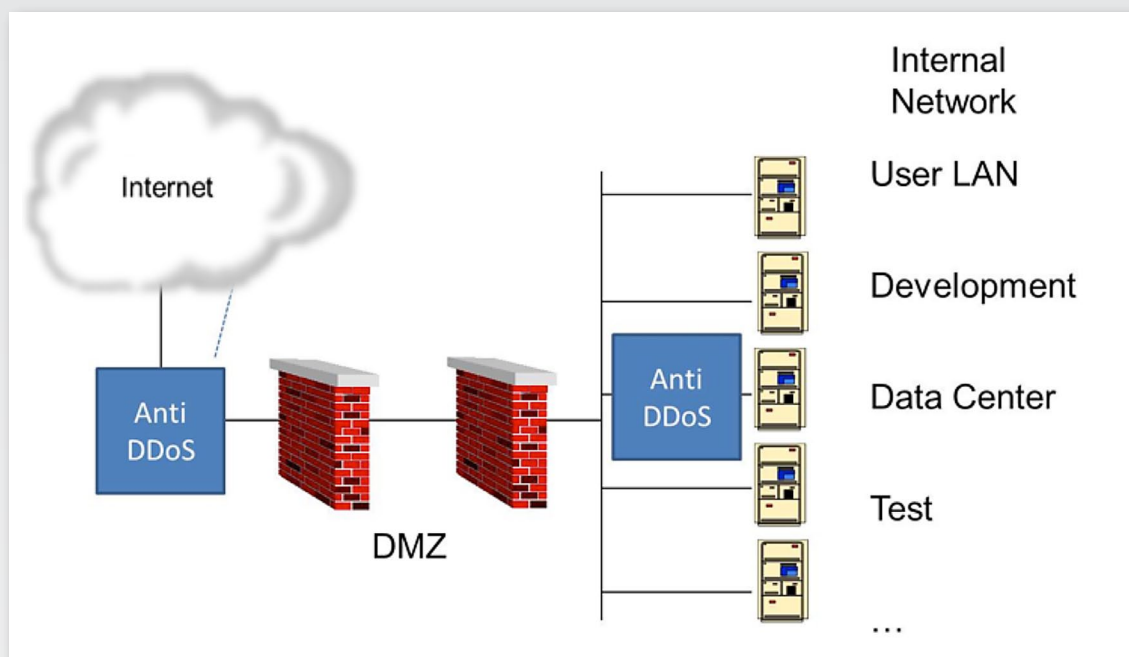 Internal
Network
Internet
User LAN
Development
Anti
DDoS
Anti
DDoS
Data Center
Test
DMZ
...